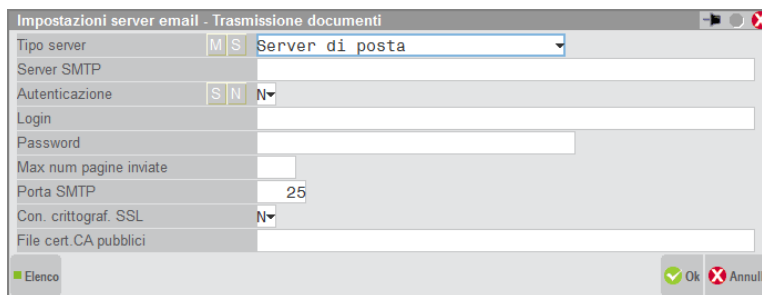 Impostazioni server email - Trasmissione documenti
Tipo server M S Server di posta
Server SMTP
Autenticazione S N N
Login
Password
Max num pagine inviate
Porta SMTP 25
Con. crittograf. SSL N
File cert.CA pubblici
Elenco Ok Annull